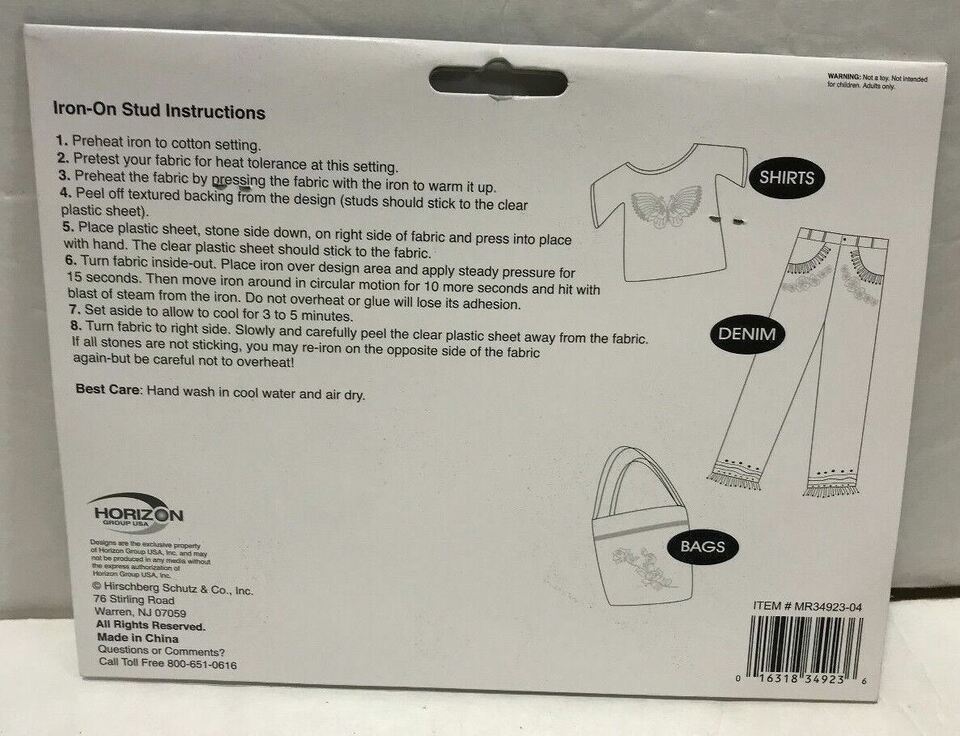 WARNING: Not a toy. Not intended
for children. Adults only.
Iron-On Stud Instructions
1. Preheat iron to cotton setting.
2. Pretest your fabric for heat tolerance at this setting.
3. Preheat the fabric by pressing the fabric with the iron to warm it up.
4. Peel off textured backing from the design (studs should stick to the clear
plastic sheet).
5. Place plastic sheet, stone side down, on right side of fabric and press into place
with hand. The clear plastic sheet should stick to the fabric.
6. Turn fabric inside-out. Place iron over design area and apply steady pressure for
15 seconds. Then move iron around in circular motion for 10 more seconds and hit with
blast of steam from the iron. Do not overheat or glue will lose its adhesion.
7. Set aside to allow to cool for 3 to 5 minutes.
8. Turn fabric to right side. Slowly and carefully peel the clear plastic sheet away from the fabric.
If all stones are not sticking, you may re-iron on the opposite side of the fabric
again-but be careful not to overheat!
Best Care: Hand wash in cool water and air dry.
SHIRTS
DENIM
BAGS
HORIZON
GROUP USA
Designs are the exclusive property
of Horizon Group USA, Inc. and may
not be produced in any media without
the express authorization of
Horizon Group USA, Inc.
© Hirschberg Schutz & Co., Inc.
76 Stirling Road
Warren, NJ 07059
All Rights Reserved.
Made in China
Questions or Comments?
Call Toll Free 800-651-0616
ITEM # MR34923-04
0 16318 34923 6